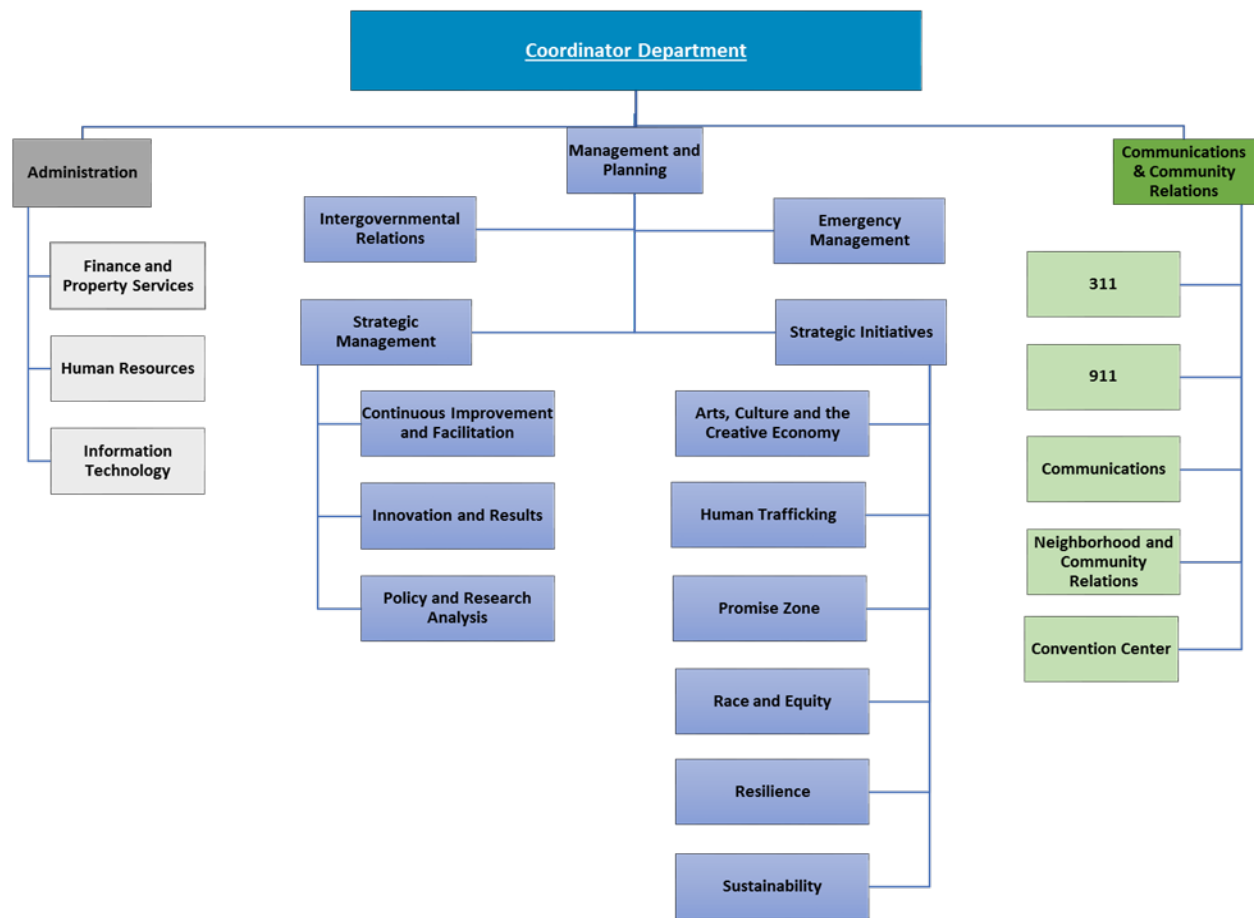 Coordinator Department
Administration
Finance and
Property Services
Human Resources
Information
Technology
Management and
Planning
Intergovernmental
Relations
Emergency
Management
Strategic
Management
Continuous Improvement
and Facilitation
Innovation and Results
Policy and Research
Analysis
Strategic Initiatives
Arts, Culture and the
Creative Economy
Human Trafficking
Promise Zone
Race and Equity
Resilience
Sustainability
Communications
& Community
Relations
311
911
Communications
Neighborhood and
Community
Relations
Convention Center